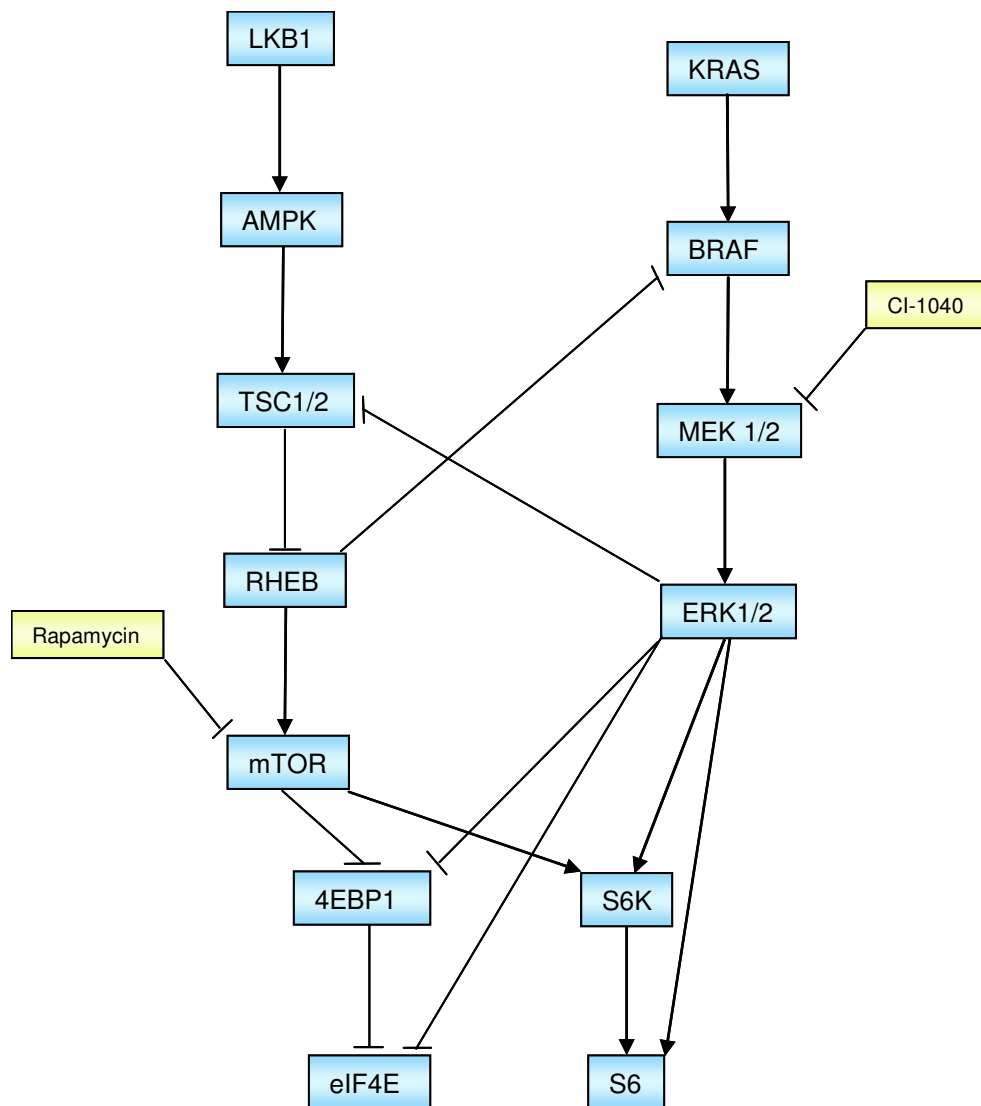 LKB1
KRAS
AMPK
BRAF
CI-1040
TSC1/2
MEK 1/2
RHEB
ERK1/2
Rapamycin
mTOR
4EBP1
S6K
eIF4E
S6